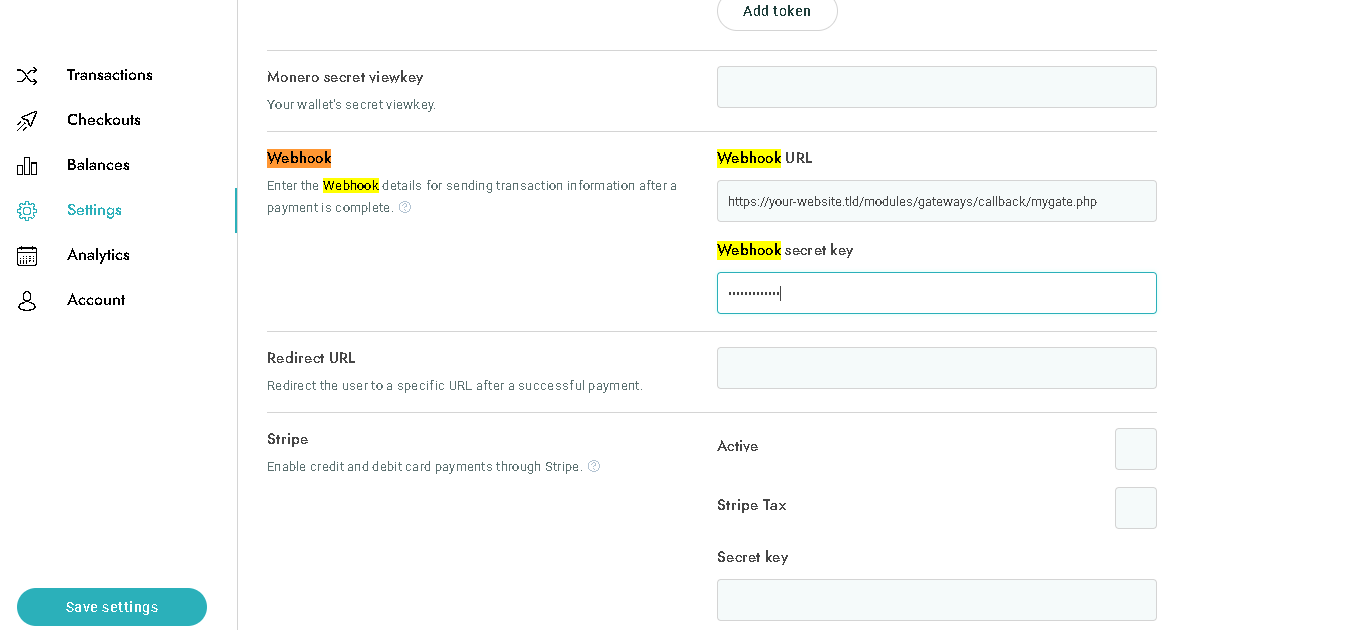 Add token
Transactions
Checkouts
Balances
Settings
Analytics
Account
Save settings
Monero secret viewkey
Your wallet's secret viewkey.
Webhook
Enter the Webhook details for sending transaction information after a
payment is complete.
Webhook URL
https://your-website.tld/modules/gateways/callback/mygate.php
Webhook secret key
Redirect URL
Redirect the user to a specific URL after a successful payment.
Stripe
Enable credit and debit card payments through Stripe.
Active
Stripe Tax
Secret key